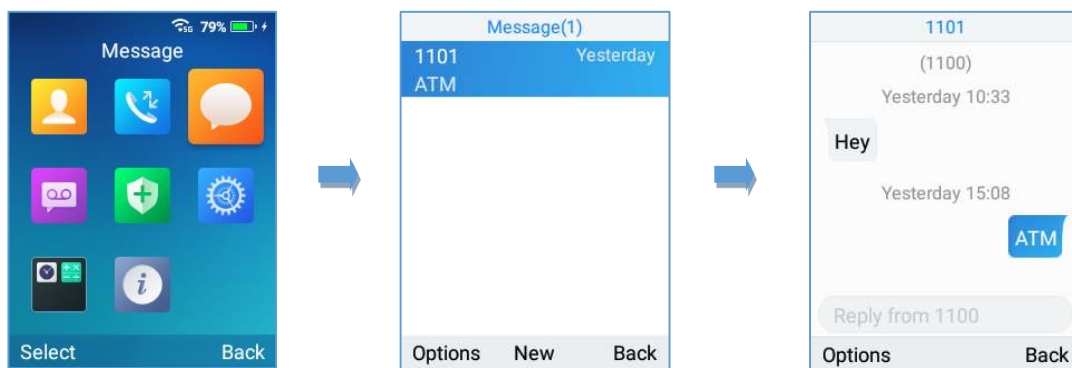 5G 79%
Message
Select Back
Message(1)
1101 Yesterday
ATM
Options New Back
1101
(1100)
Yesterday 10:33
Hey
Yesterday 15:08
ATM
Reply from 1100
Options Back